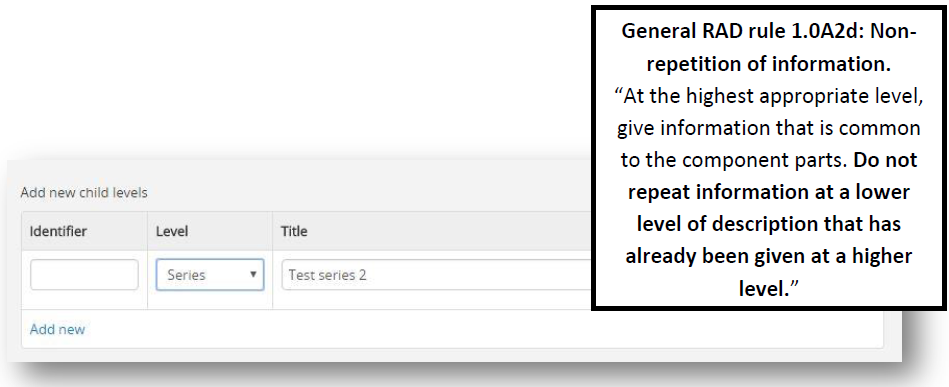 General RAD rule 1.0A2d: Non-
repetition of information.
“At the highest appropriate level,
give information that is common
to the component parts. Do not
repeat information at a lower
level of description that has
already been given at a higher
level.”
Add new child levels
Identifier Level Title
Series Test series 2
Add new